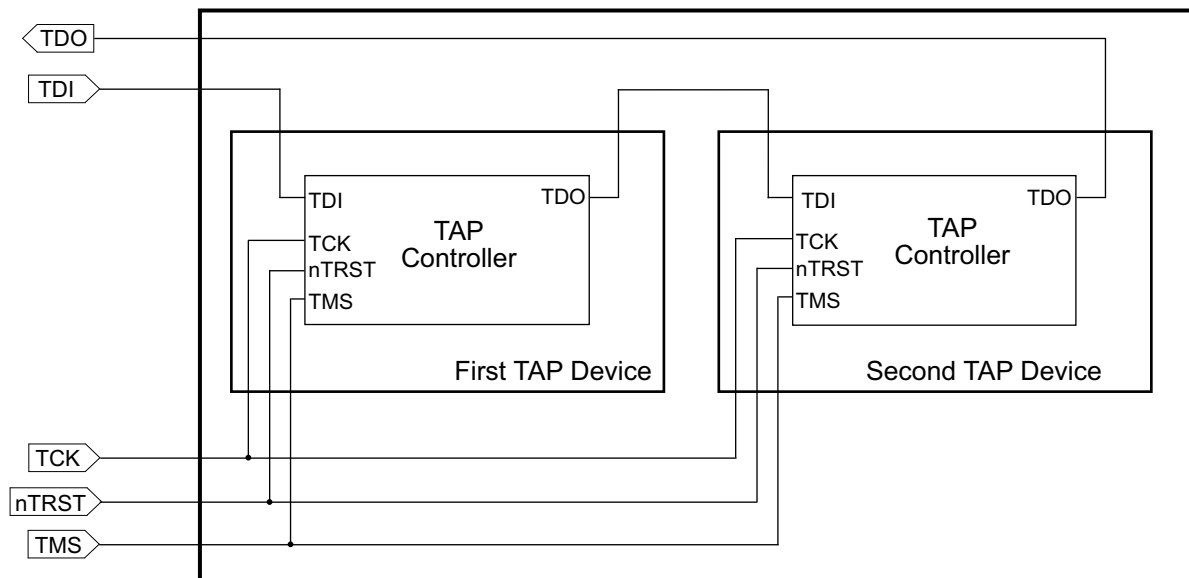 TDO
TDI
TDI
TCK
nTRST
TMS
TDO
TAP
Controller
First TAP Device
TDI
TCK
nTRST
TMS
TDO
TAP
Controller
Second TAP Device
TCK
nTRST
TMS